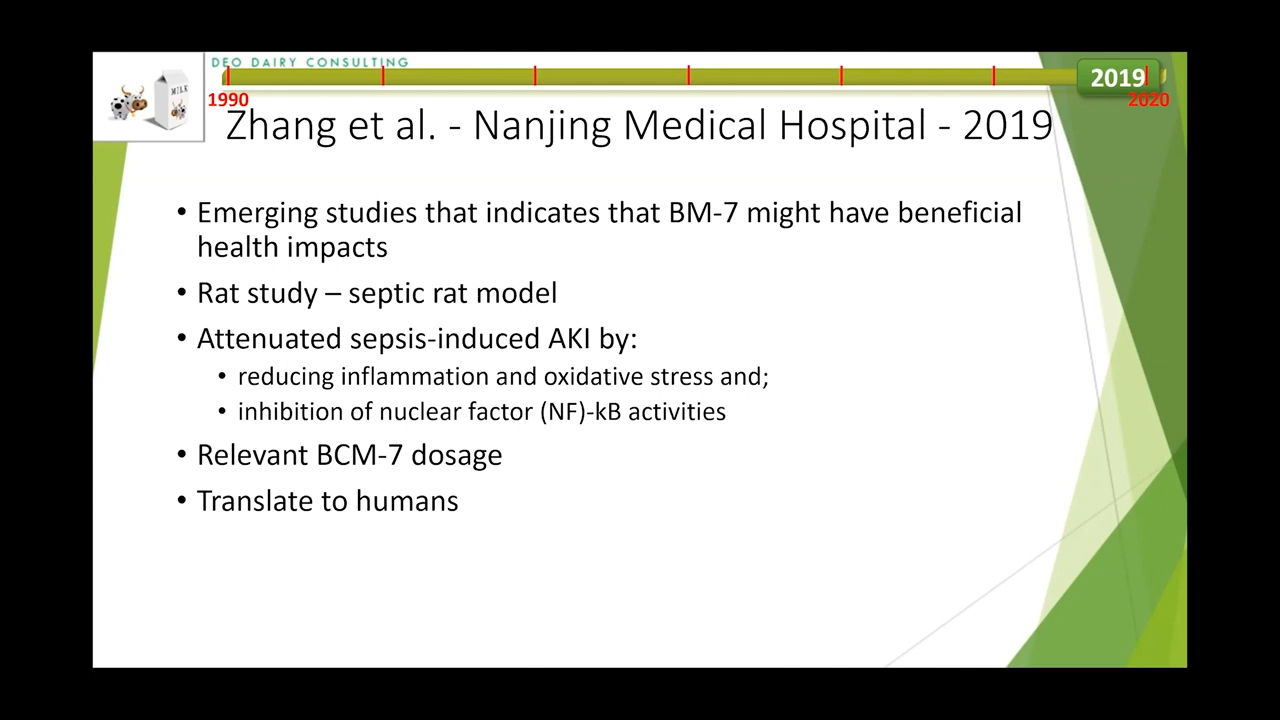 DEO DAIRY CONSULTING
MILK
2019
1990
2020
Zhang et al. - Nanjing Medical Hospital - 2019
• Emerging studies that indicates that BM-7 might have beneficial
health impacts
• Rat study – septic rat model
• Attenuated sepsis-induced AKI by:
• reducing inflammation and oxidative stress and;
• inhibition of nuclear factor (NF)-kB activities
• Relevant BCM-7 dosage
• Translate to humans